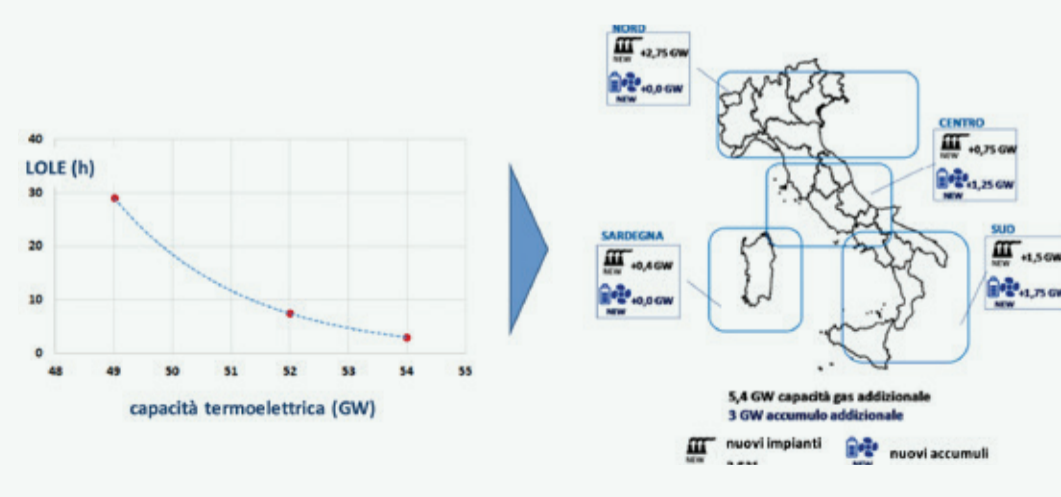 40
LOLE (h)
30
20
10
0
48 49 50 51 52 53 54 55
capacità termoelettrica (GW)
NORD
+2,75 GW
NEW
+0,0 GW
NEW
CENTRO
+0,75 GW
NEW
+1,25 GW
NEW
SARDEGNA
+0,4 GW
NEW
+0,0 GW
NEW
SUD
+1,5 GW
NEW
+1,75 GW
NEW
5,4 GW capacità gas addizionale
3 GW accumulo addizionale
nuovi impianti
NEW
nuovi accumuli
NEW